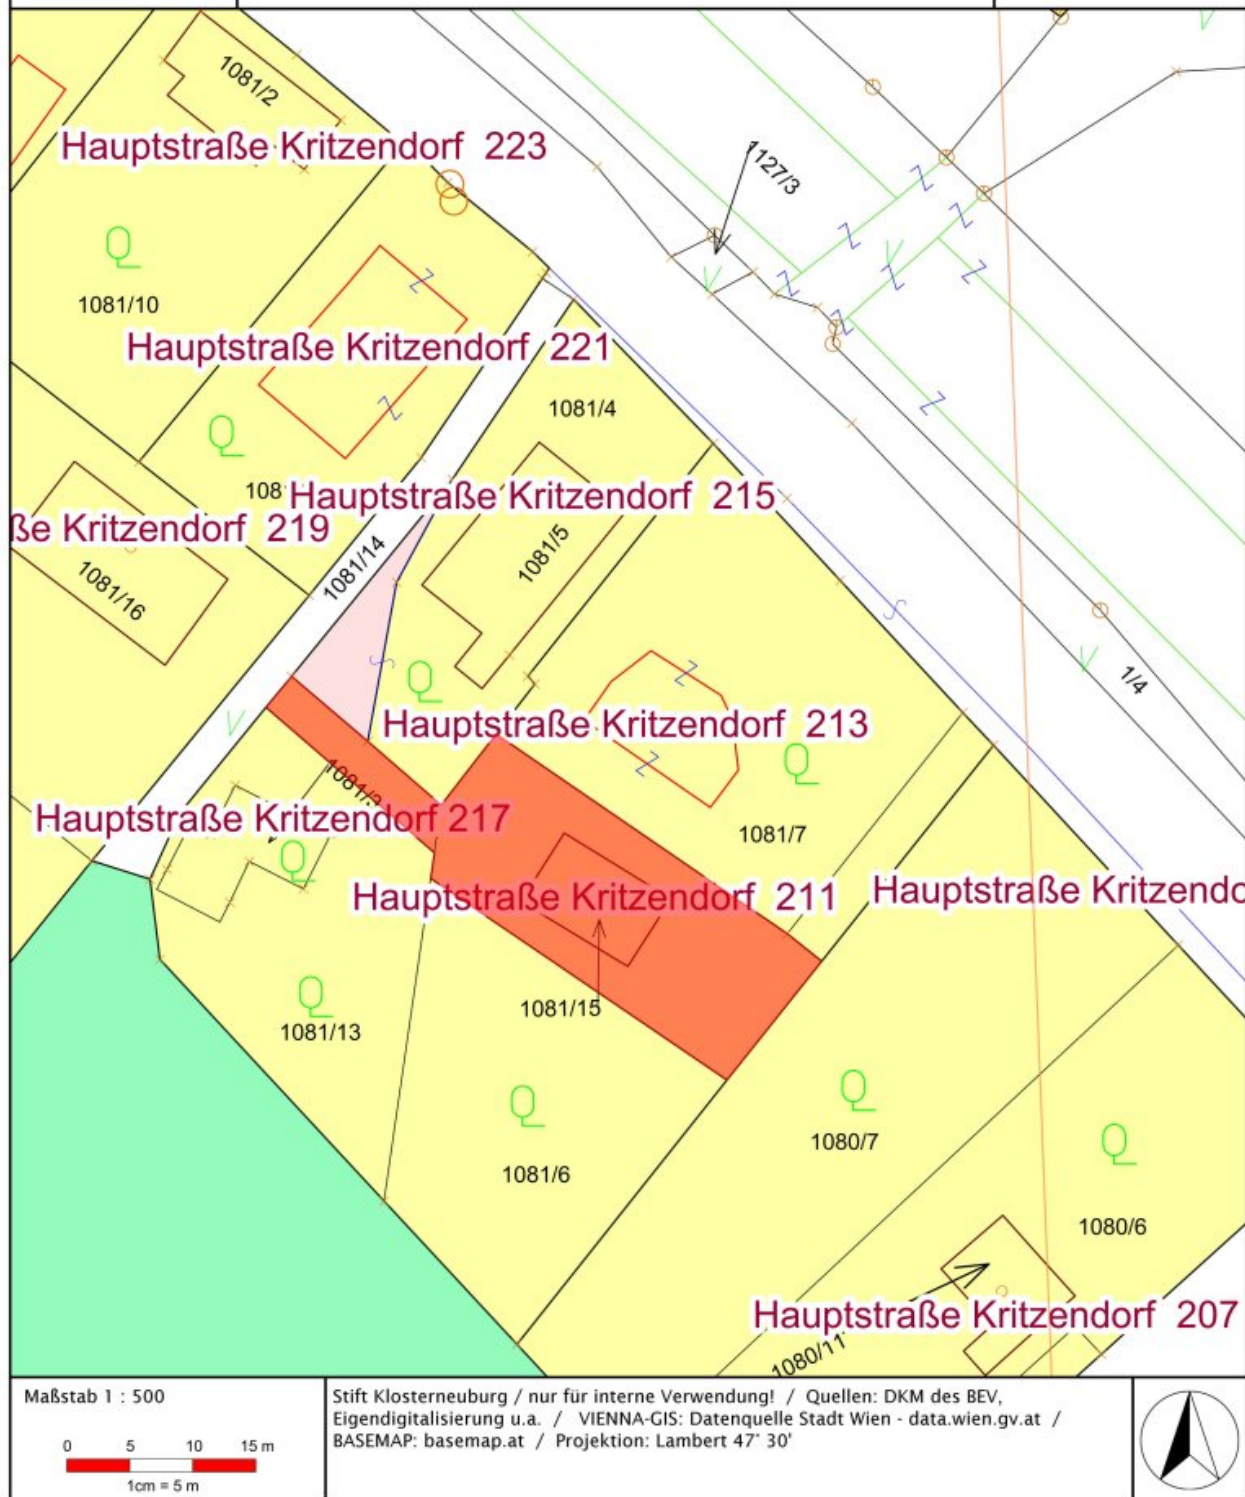 1081/2
Hauptstraße Kritzendorf 223
1127/3
1081/10
Hauptstraße Kritzendorf 221
1081/4
108
Hauptstraße Kritzendorf 215
ße Kritzendorf 219
1081/5
1081/14
1081/16
1/4
Hauptstraße Kritzendorf 213
Hauptstraße Kritzendorf 217
1081/7
Hauptstraße Kritzendorf 211
Hauptstraße Kritzendo
1081/15
1081/13
1080/7
1081/6
1080/6
Hauptstraße Kritzendorf 207
1080/11
Maßstab 1 : 500
0 5 10 15 m
1cm = 5 m
Stift Klosterneuburg / nur für interne Verwendung! / Quellen: DKM des BEV,
Eigendigitalisierung u.a. / VIENNA-GIS: Datenquelle Stadt Wien - data.wien.gv.at /
BASEMAP: basemap.at / Projektion: Lambert 47° 30'